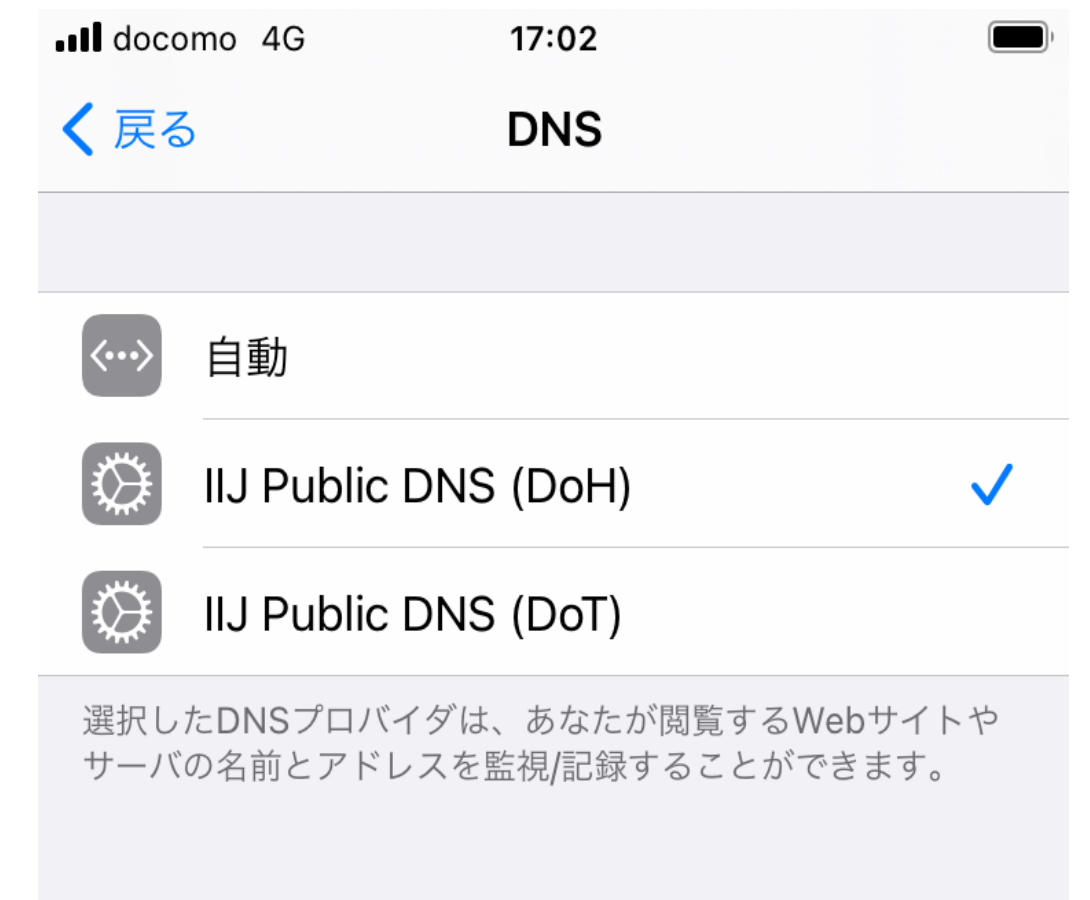 docomo 4G 17:02
戻る DNS
自動
IIJ Public DNS (DoH)
IIJ Public DNS (DoT)
選択したDNSプロバイダは、あなたが閲覧するWebサイトや
サーバの名前とアドレスを監視/記録することができます。